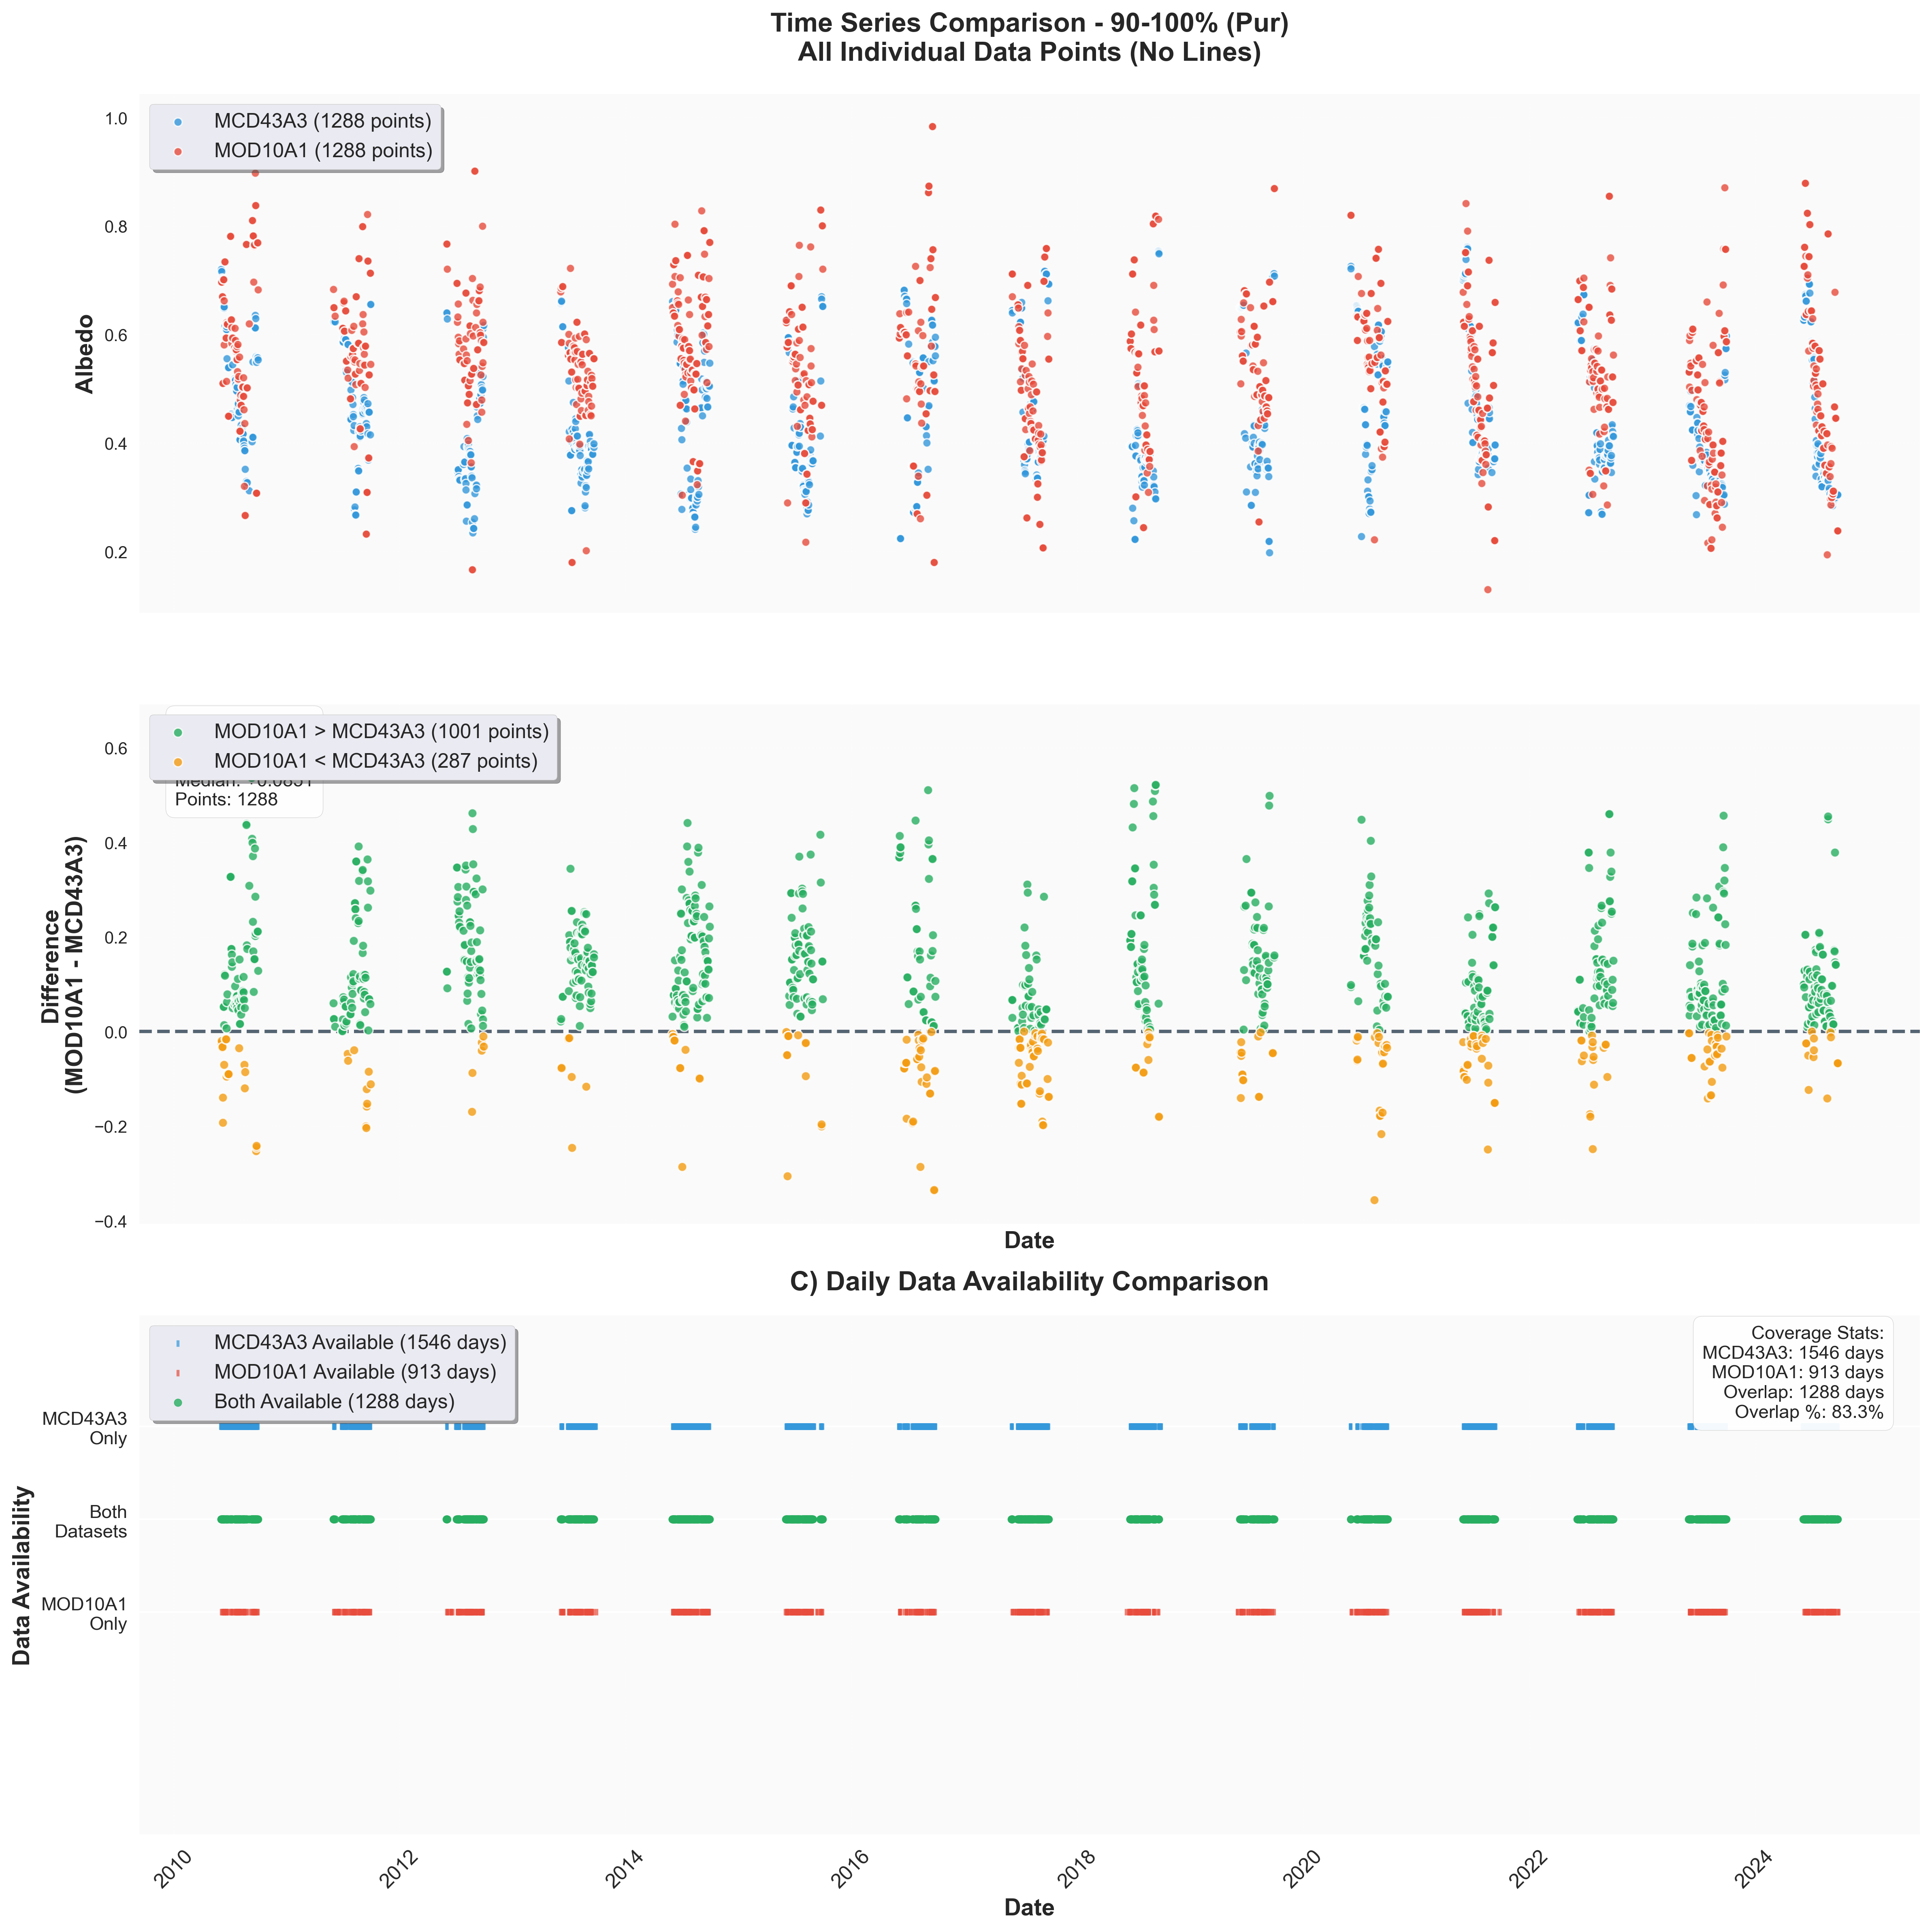 Time Series Comparison - 90-100% (Pur)
All Individual Data Points (No Lines)
MCD43A3 (1288 points)
MOD10A1 (1288 points)
1.0
0.8
0.6
0.4
0.2
Albedo
MOD10A1 > MCD43A3 (1001 points)
MOD10A1 < MCD43A3 (287 points)
Median:
Points: 1288
0.6
0.4
0.2
0.0
−0.2
−0.4
Difference
(MOD10A1 - MCD43A3)
Date
C) Daily Data Availability Comparison
MCD43A3 Available (1546 days)
MOD10A1 Available (913 days)
Both Available (1288 days)
Coverage Stats:
MCD43A3: 1546 days
MOD10A1: 913 days
Overlap: 1288 days
Overlap %: 83.3%
MCD43A3
Only
Both
Datasets
MOD10A1
Only
Data Availability
2010
2012
2014
2016
2018
2020
2022
2024
Date